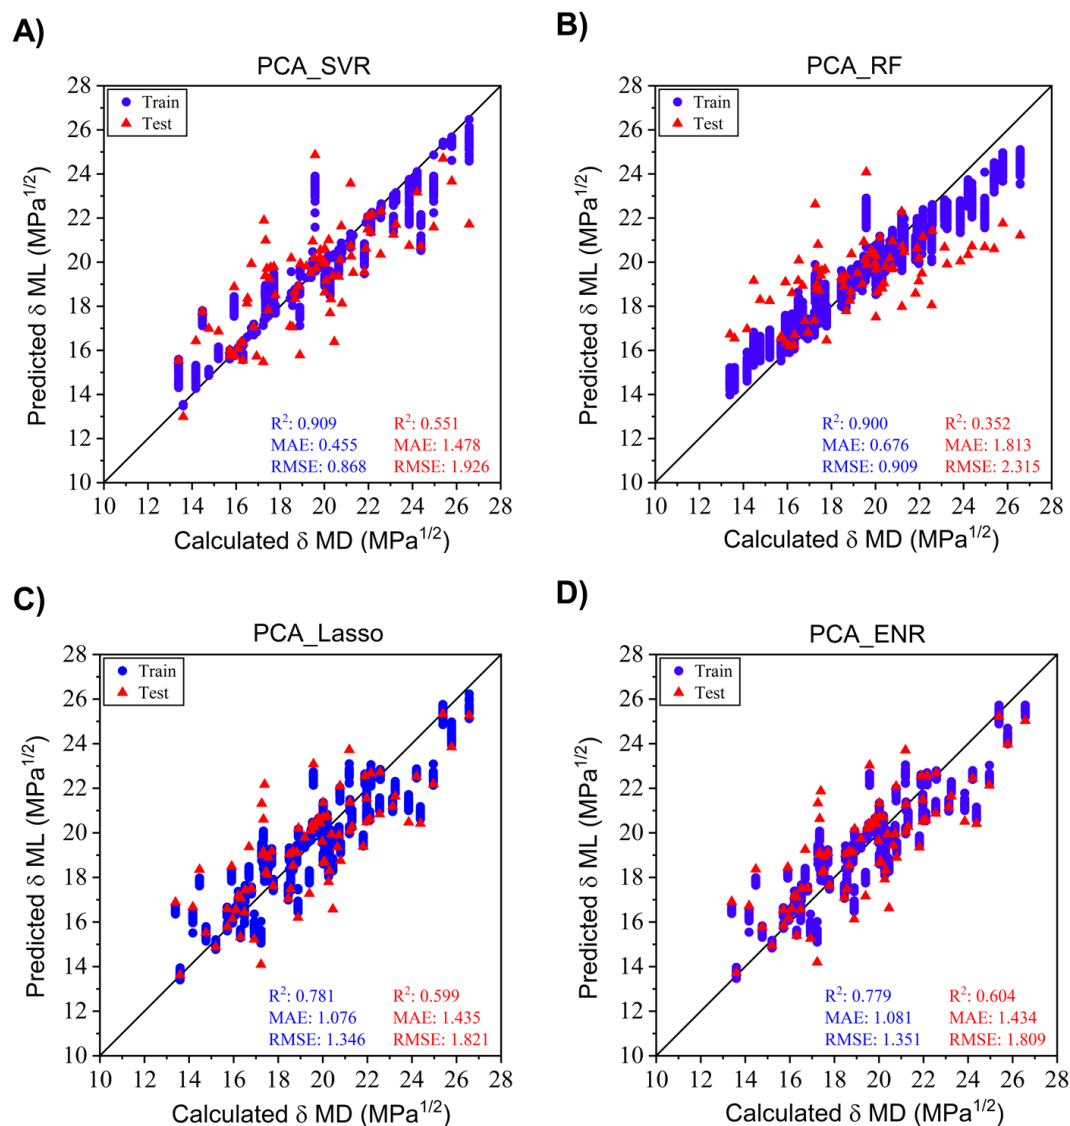 A)
PCA_SVR
Train
Test
28
26
24
22
20
18
16
14
12
10
Predicted δ ML (MPa1/2)
R2: 0.909
MAE: 0.455
RMSE: 0.868
R2: 0.551
MAE: 1.478
RMSE: 1.926
10 12 14 16 18 20 22 24 26 28
Calculated δ MD (MPa1/2)
B)
PCA_RF
Train
Test
28
26
24
22
20
18
16
14
12
10
Predicted δ ML (MPa1/2)
R2: 0.900
MAE: 0.676
RMSE: 0.909
R2: 0.352
MAE: 1.813
RMSE: 2.315
10 12 14 16 18 20 22 24 26 28
Calculated δ MD (MPa1/2)
C)
PCA_Lasso
Train
Test
28
26
24
22
20
18
16
14
12
10
Predicted δ ML (MPa1/2)
R2: 0.781
MAE: 1.076
RMSE: 1.346
R2: 0.599
MAE: 1.435
RMSE: 1.821
10 12 14 16 18 20 22 24 26 28
Calculated δ MD (MPa1/2)
D)
PCA_ENR
Train
Test
28
26
24
22
20
18
16
14
12
10
Predicted δ ML (MPa1/2)
R2: 0.779
MAE: 1.081
RMSE: 1.351
R2: 0.604
MAE: 1.434
RMSE: 1.809
10 12 14 16 18 20 22 24 26 28
Calculated δ MD (MPa1/2)